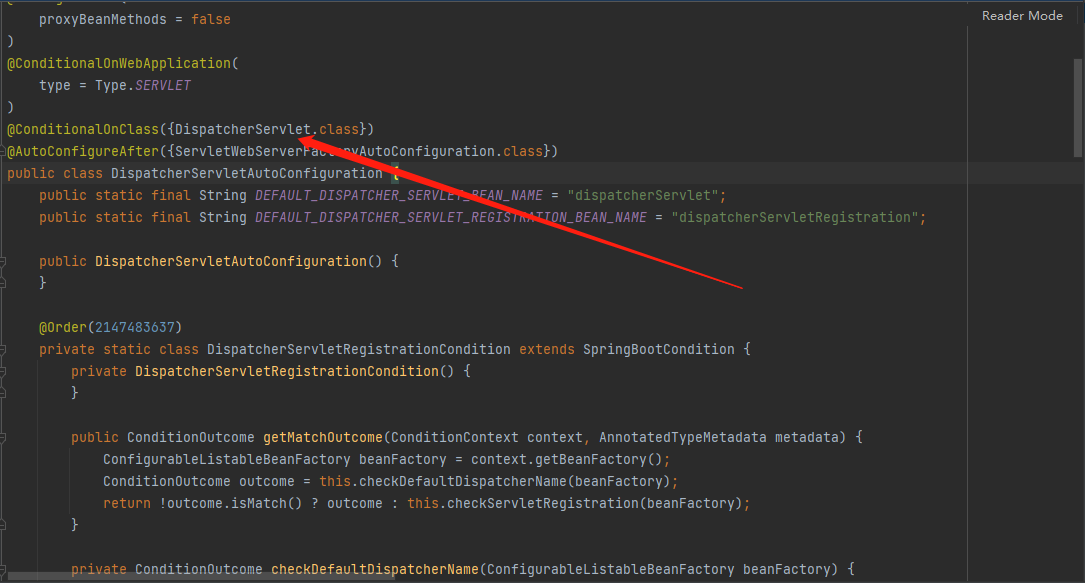 Reader Mode
    proxyBeanMethods = false
)
@ConditionalOnWebApplication(
    type = Type.SERVLET
)
@ConditionalOnClass({DispatcherServlet.class})
@AutoConfigureAfter({ServletWebServerFactoryAutoConfiguration.class})
public class DispatcherServletAutoConfiguration {
    public static final String DEFAULT_DISPATCHER_SERVLET_BEAN_NAME = "dispatcherServlet";
    public static final String DEFAULT_DISPATCHER_SERVLET_REGISTRATION_BEAN_NAME = "dispatcherServletRegistration";
    public DispatcherServletAutoConfiguration() {
    }
    @Order(2147483637)
    private static class DispatcherServletRegistrationCondition extends SpringBootCondition {
        private DispatcherServletRegistrationCondition() {
        }
        public ConditionOutcome getMatchOutcome(ConditionContext context, AnnotatedTypeMetadata metadata) {
            ConfigurableListableBeanFactory beanFactory = context.getBeanFactory();
            ConditionOutcome outcome = this.checkDefaultDispatcherName(beanFactory);
            return !outcome.isMatch() ? outcome : this.checkServletRegistration(beanFactory);
        }
        private ConditionOutcome checkDefaultDispatcherName(ConfigurableListableBeanFactory beanFactory) {